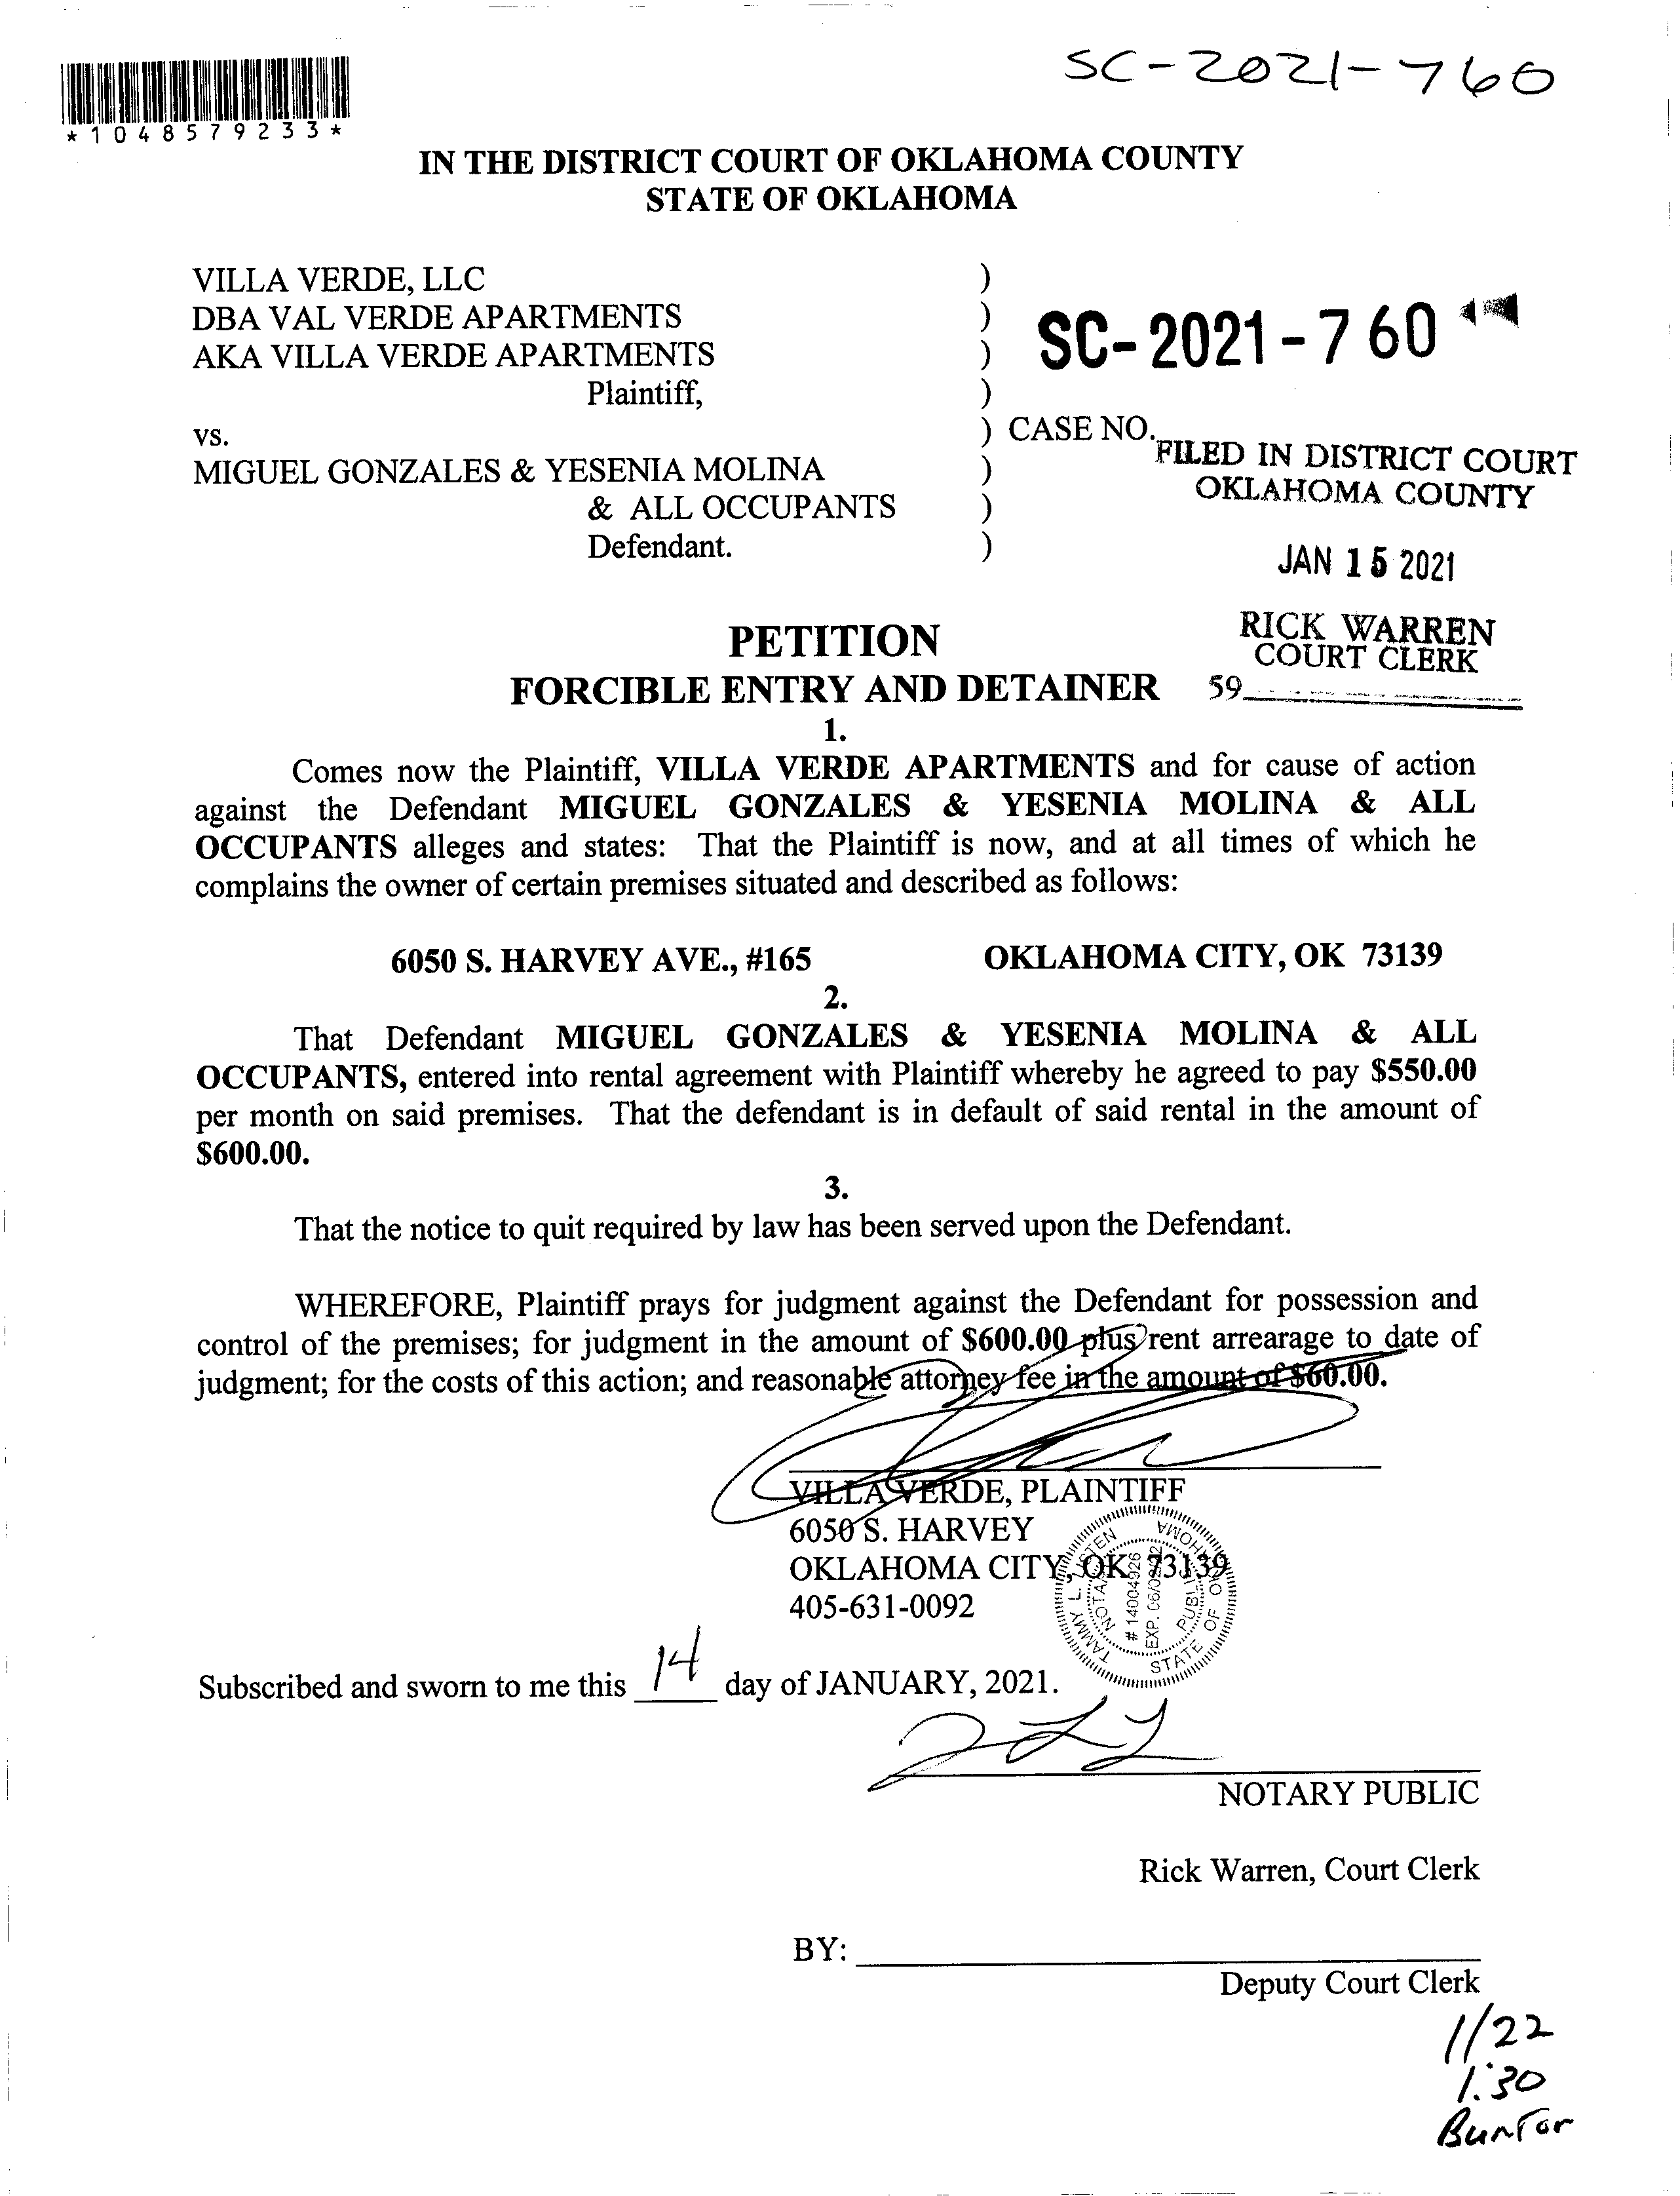 SC-2021-760
*1048579233*
IN THE DISTRICT COURT OF OKLAHOMA COUNTY
STATE OF OKLAHOMA
VILLA VERDE, LLC )
DBA VAL VERDE APARTMENTS )
AKA VILLA VERDE APARTMENTS )
Plaintiff, )
SC-2021-760
vs. ) CASE NO.
MIGUEL GONZALES & YESENIA MOLINA )
& ALL OCCUPANTS )
Defendant. )
FILED IN DISTRICT COURT
OKLAHOMA COUNTY
JAN 15 2021
RICK WARREN
COURT CLERK
59
PETITION
FORCIBLE ENTRY AND DETAINER
1.
Comes now the Plaintiff, VILLA VERDE APARTMENTS and for cause of action
against the Defendant MIGUEL GONZALES & YESENIA MOLINA & ALL
OCCUPANTS alleges and states: That the Plaintiff is now, and at all times of which he
complains the owner of certain premises situated and described as follows:
6050 S. HARVEY AVE., #165 OKLAHOMA CITY, OK 73139
2.
That Defendant MIGUEL GONZALES & YESENIA MOLINA & ALL
OCCUPANTS, entered into rental agreement with Plaintiff whereby he agreed to pay $550.00
per month on said premises. That the defendant is in default of said rental in the amount of
$600.00.
3.
That the notice to quit required by law has been served upon the Defendant.
WHEREFORE, Plaintiff prays for judgment against the Defendant for possession and
control of the premises; for judgment in the amount of $600.00 plus rent arrearage to date of
judgment; for the costs of this action; and reasonable attorney fee in the amount of $60.00.
VILLA VERDE, PLAINTIFF
6050 S. HARVEY
OKLAHOMA CITY, OK 73139
405-631-0092
TAMMY L.
NOTARY PUBLIC
STATE OF OKLAHOMA
# 14004926
EXP. 06/02/22
Subscribed and sworn to me this 14 day of JANUARY, 2021.
NOTARY PUBLIC
Rick Warren, Court Clerk
BY:
Deputy Court Clerk
1/22
1:30
Bunter